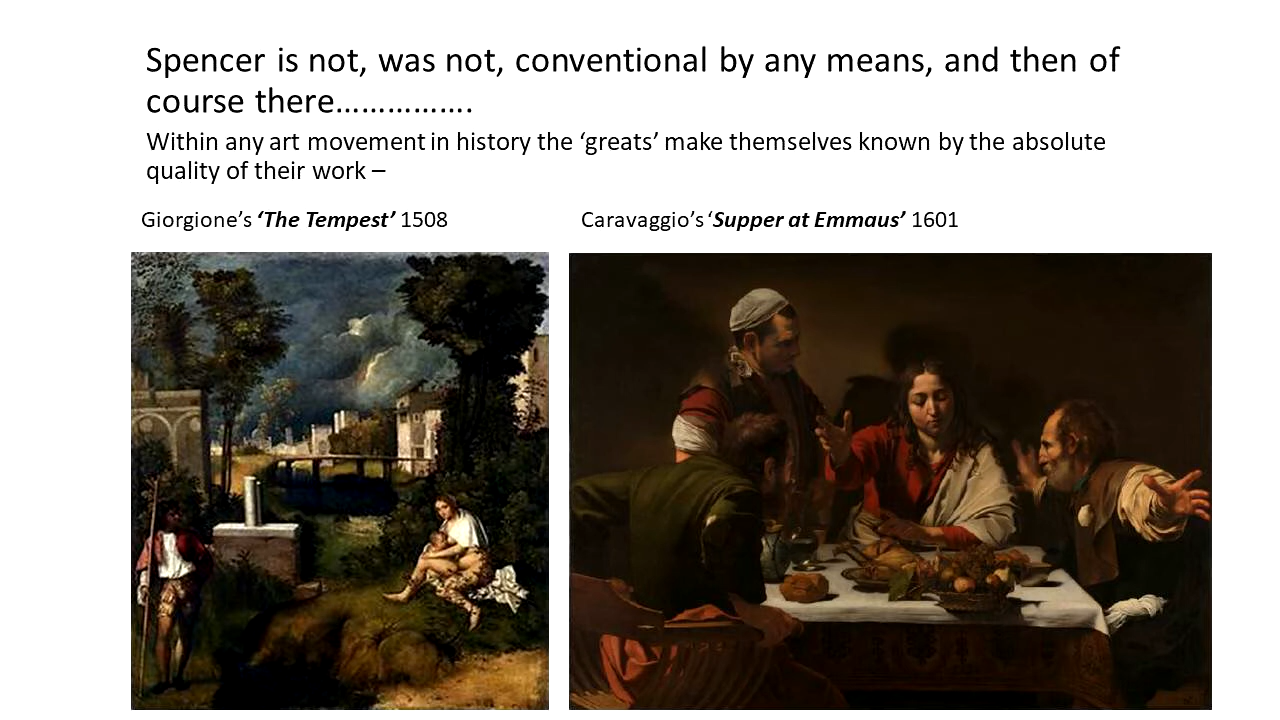 Spencer is not, was not, conventional by any means, and then of
course there…………….
Within any art movement in history the ‘greats’ make themselves known by the absolute
quality of their work –
Giorgione’s ‘The Tempest’ 1508
Caravaggio’s ‘Supper at Emmaus’ 1601